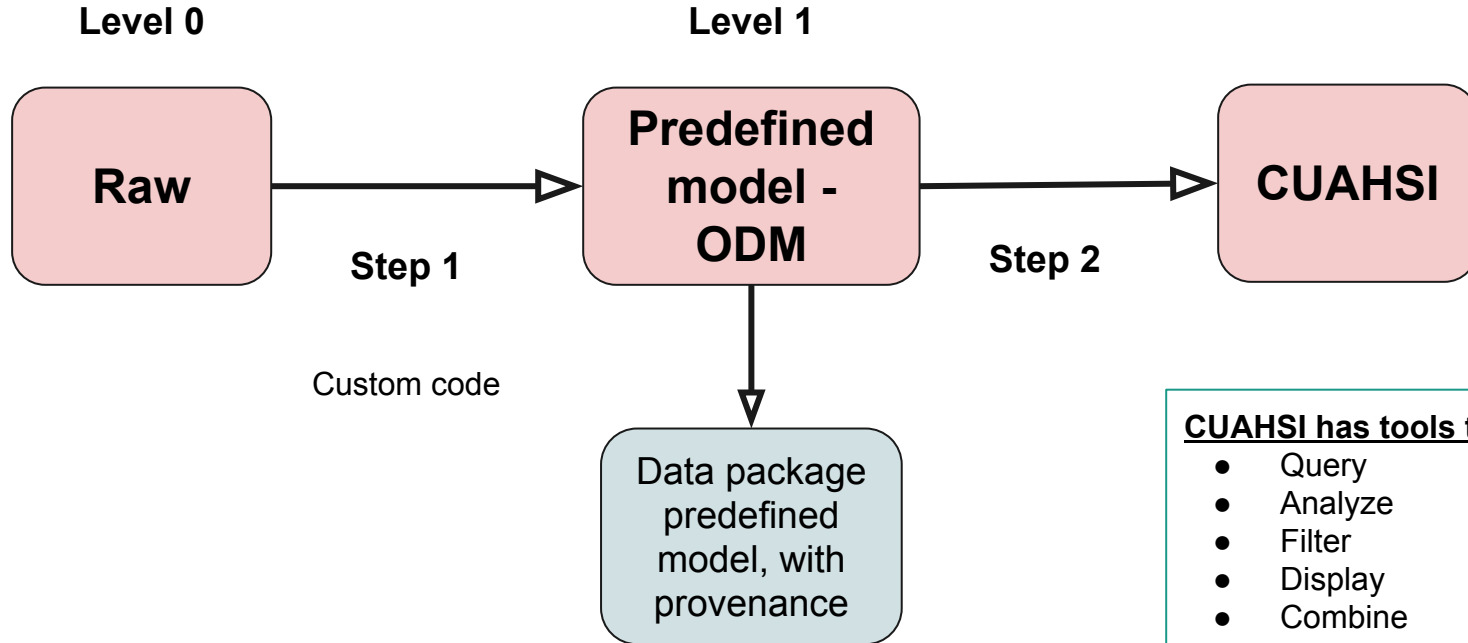 Level 0
Level 1
Raw
Predefined
model -
ODM
CUAHSI
Step 1
Step 2
Custom code
Data package
predefined
model, with
provenance
CUAHSI has tools
● Query
● Analyze
● Filter
● Display
● Combine